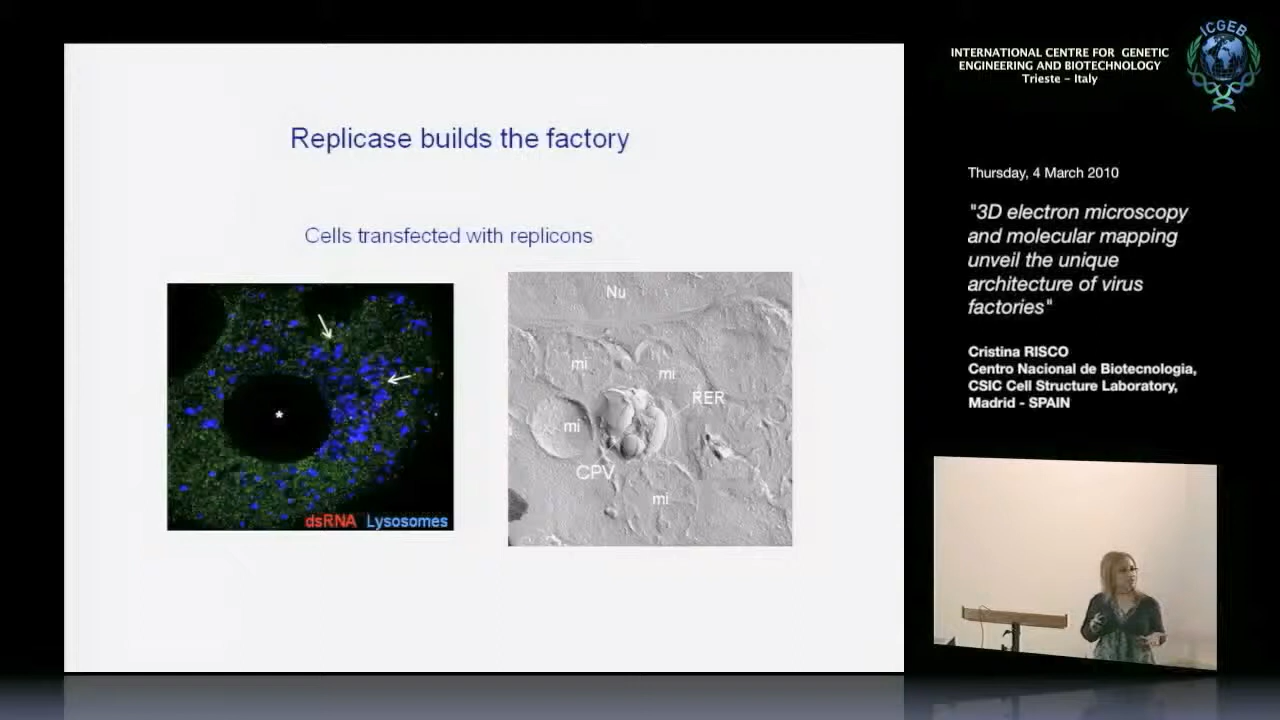 ICGEB
INTERNATIONAL CENTRE FOR GENETIC
ENGINEERING AND BIOTECHNOLOGY
Trieste - Italy
Replicase builds the factory
Cells transfected with replicons
*
dsRNA Lysosomes
Nu
mi
mi
RER
mi
CPV
mi
Thursday, 4 March 2010
"3D electron microscopy
and molecular mapping
unveil the unique
architecture of virus
factories"
Cristina RISCO
Centro Nacional de Biotecnologia,
CSIC Cell Structure Laboratory,
Madrid - SPAIN